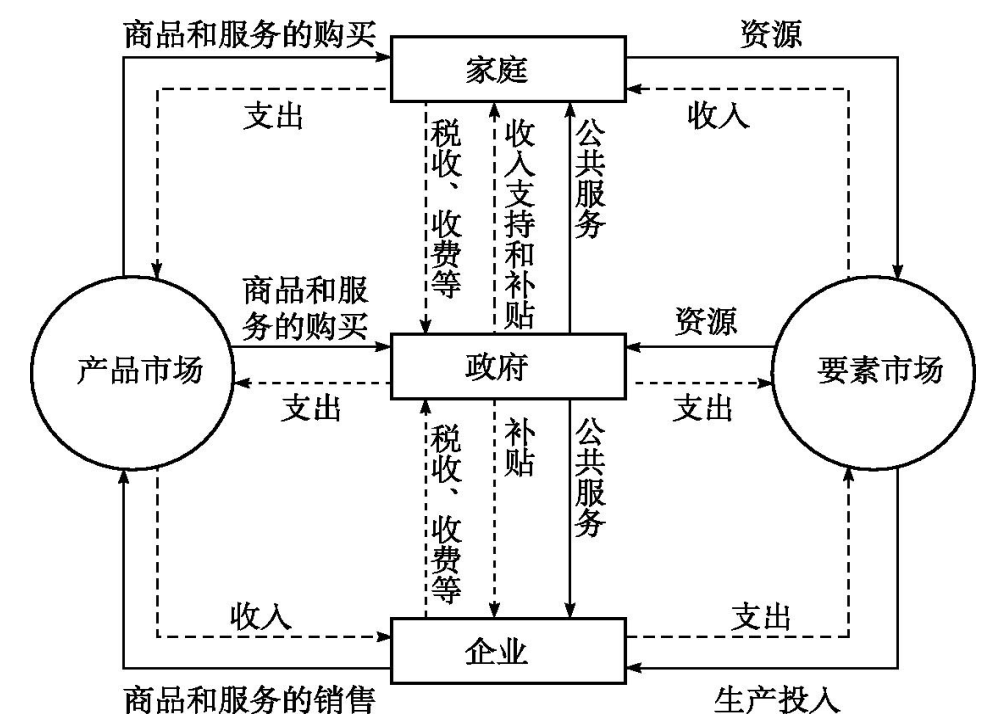 商品和服务的购买
资源
家庭
支出
收入
税收、收费等
收入支持和补贴
公共服务
商品和服
务的购买
资源
产品市场
政府
要素市场
支出
支出
税收、收费等
补贴
公共服务
收入
支出
企业
商品和服务的销售
生产投入